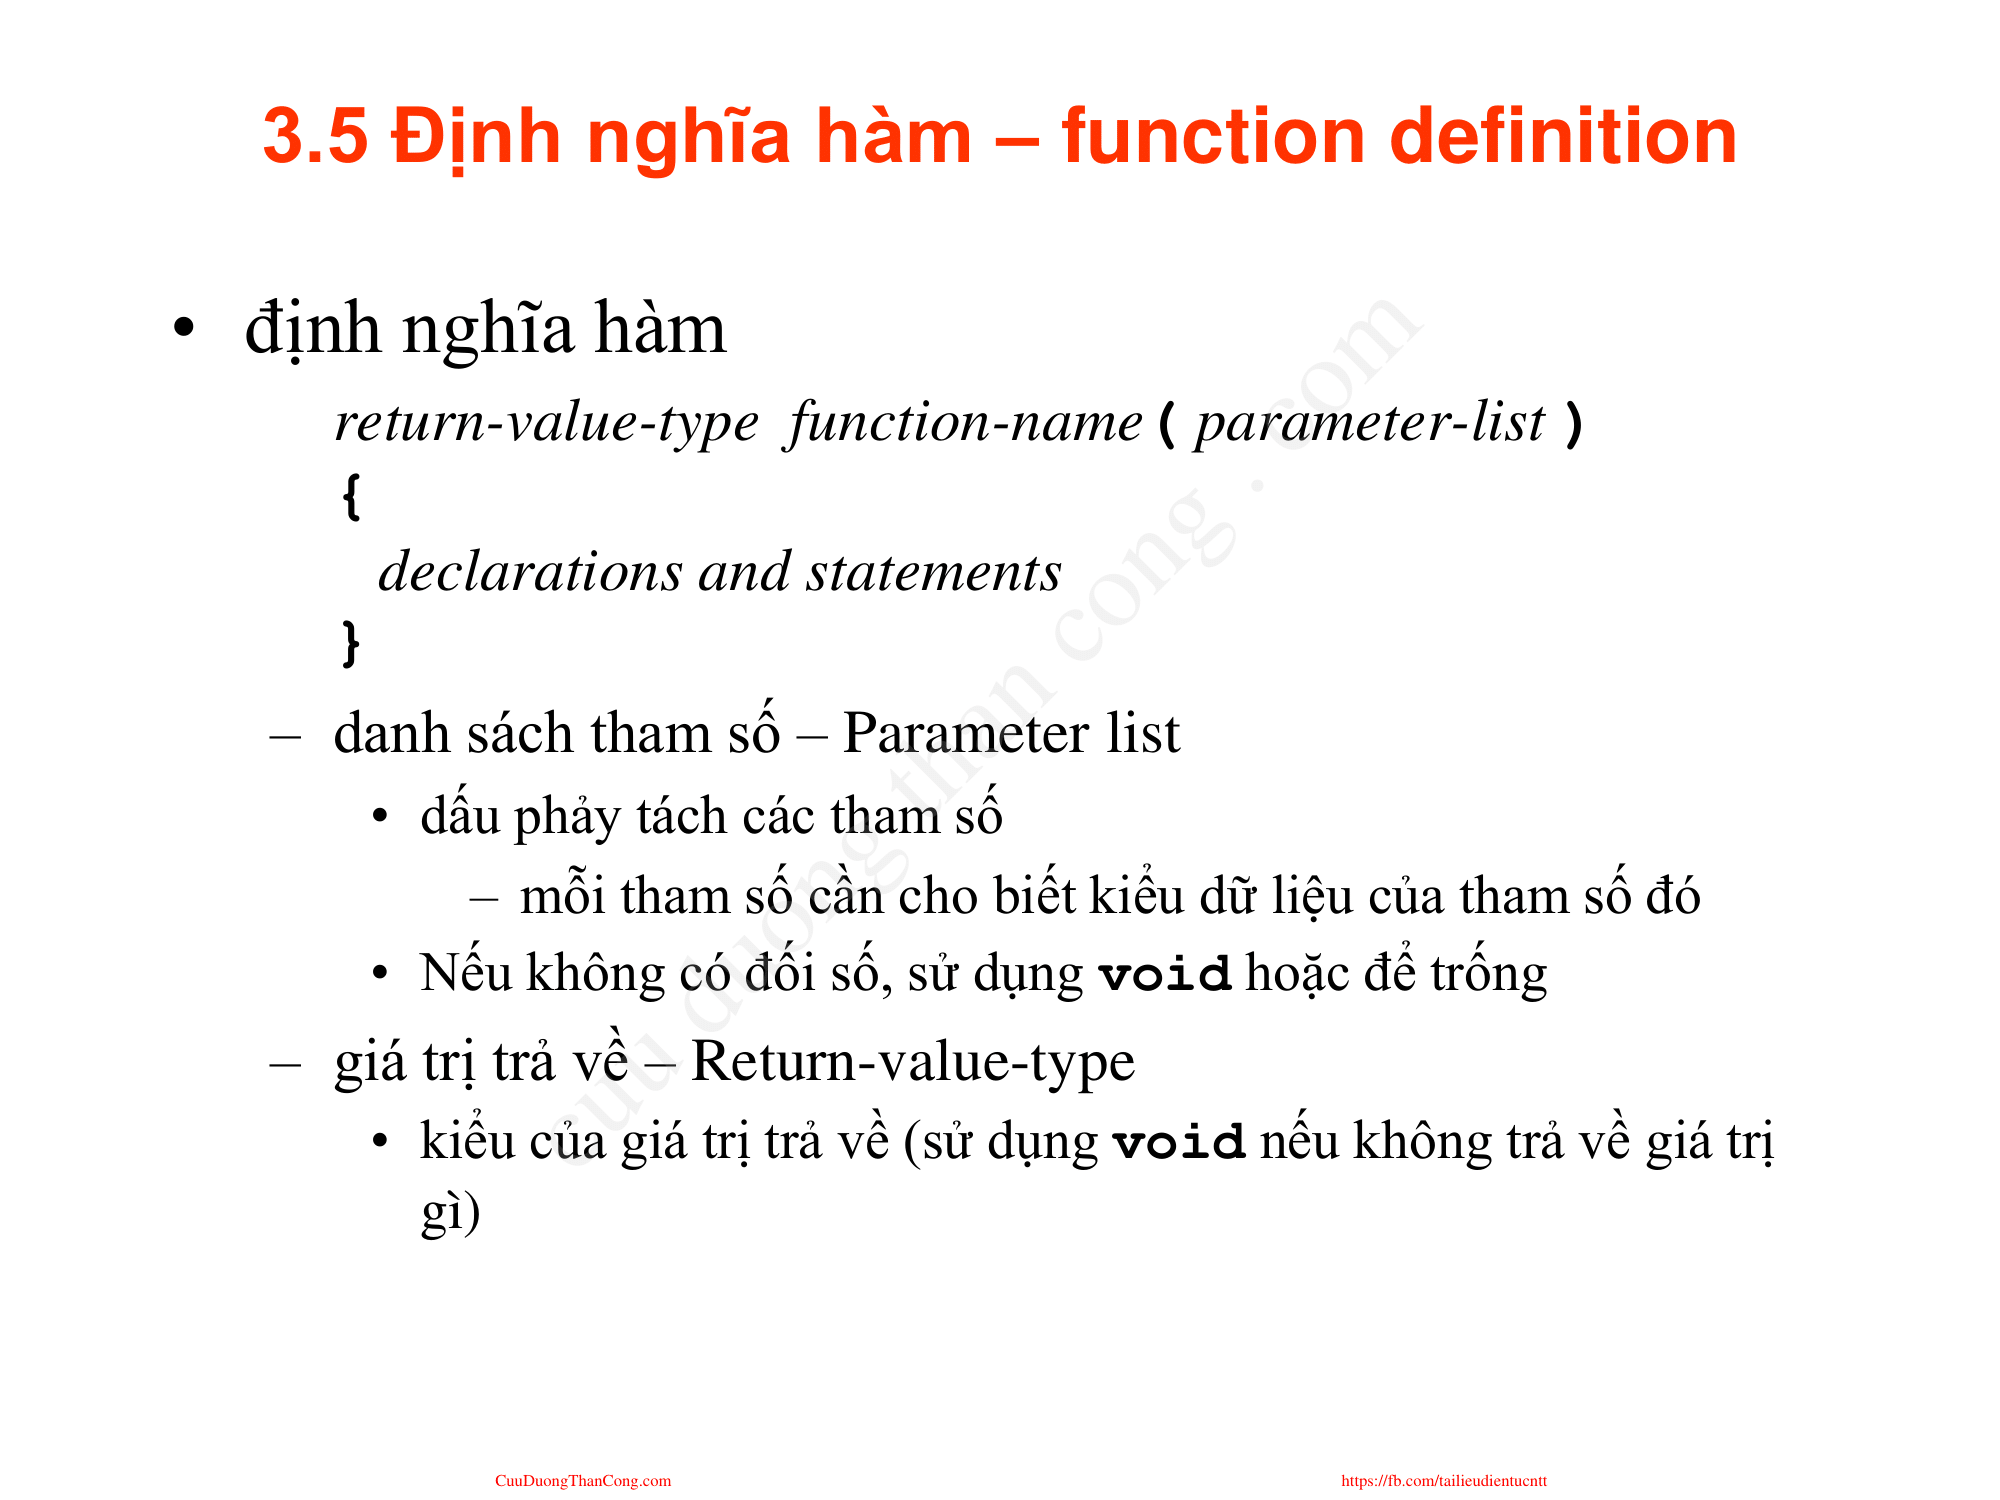 3.5 Định nghĩa hàm – function definition
• định nghĩa hàm
return-value-type function-name( parameter-list )
{
declarations and statements
}
– danh sách tham số – Parameter list
• dấu phảy tách các tham số
– mỗi tham số cần cho biết kiểu dữ liệu của tham số đó
• Nếu không có đối số, sử dụng void hoặc để trống
– giá trị trả về – Return-value-type
• kiểu của giá trị trả về (sử dụng void nếu không trả về giá trị
gì)
cuu duong than cong . com
CuuDuongThanCong.com
https://fb.com/tailieudientucntt